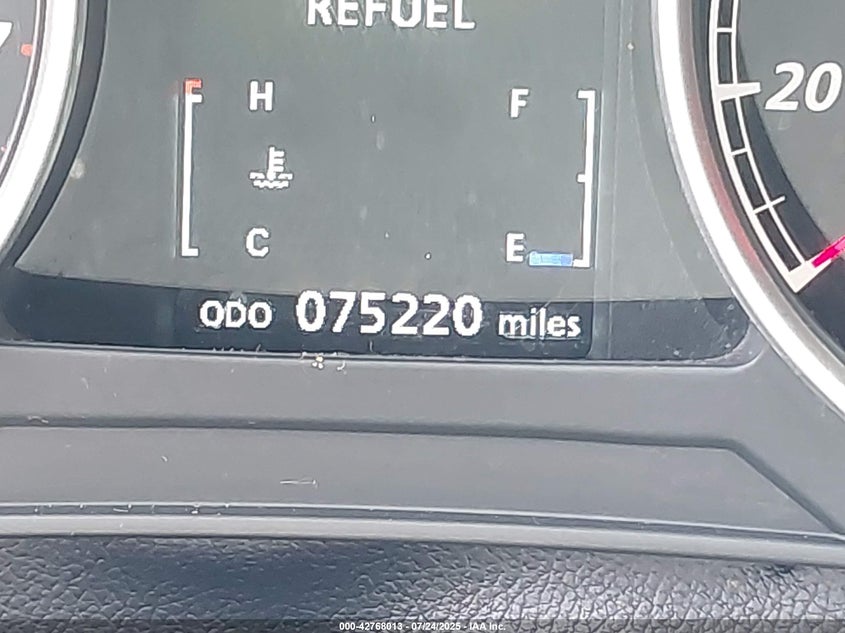 REFUEL
20
H F
C E
ODO 075220 miles
000-42768013 - 07/24/2025 - IAA Inc.